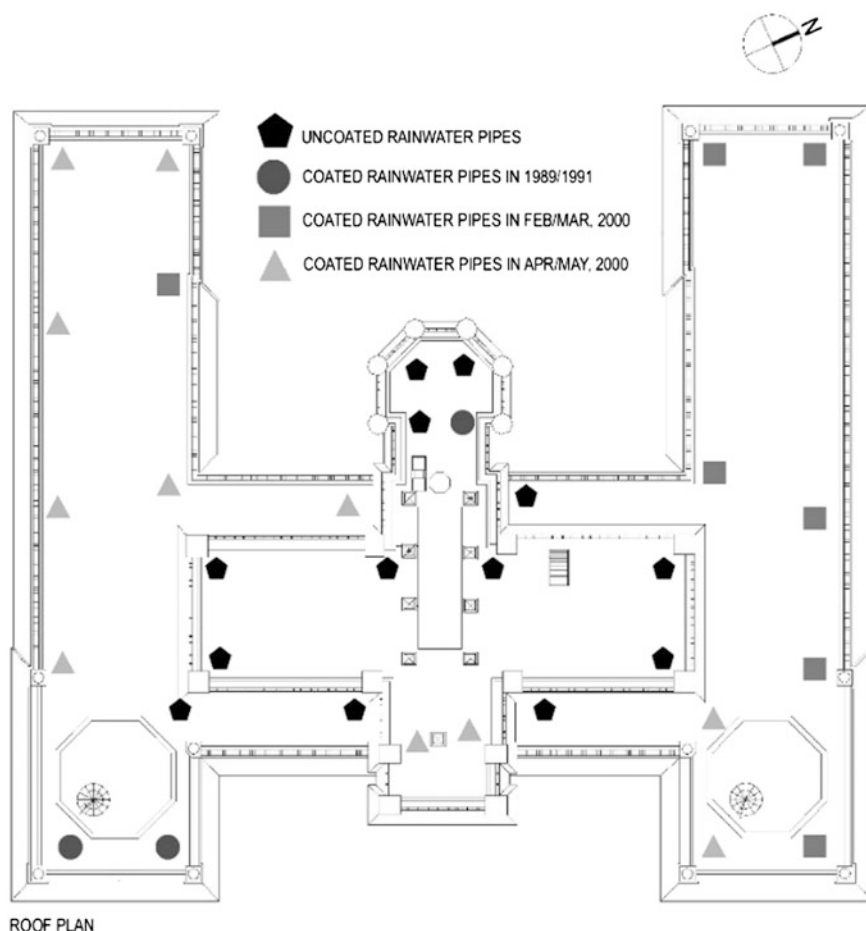 N
UNCOATED RAINWATER PIPES
COATED RAINWATER PIPES IN 1989/1991
COATED RAINWATER PIPES IN FEB/MAR, 2000
COATED RAINWATER PIPES IN APR/MAY, 2000
ROOF PLAN